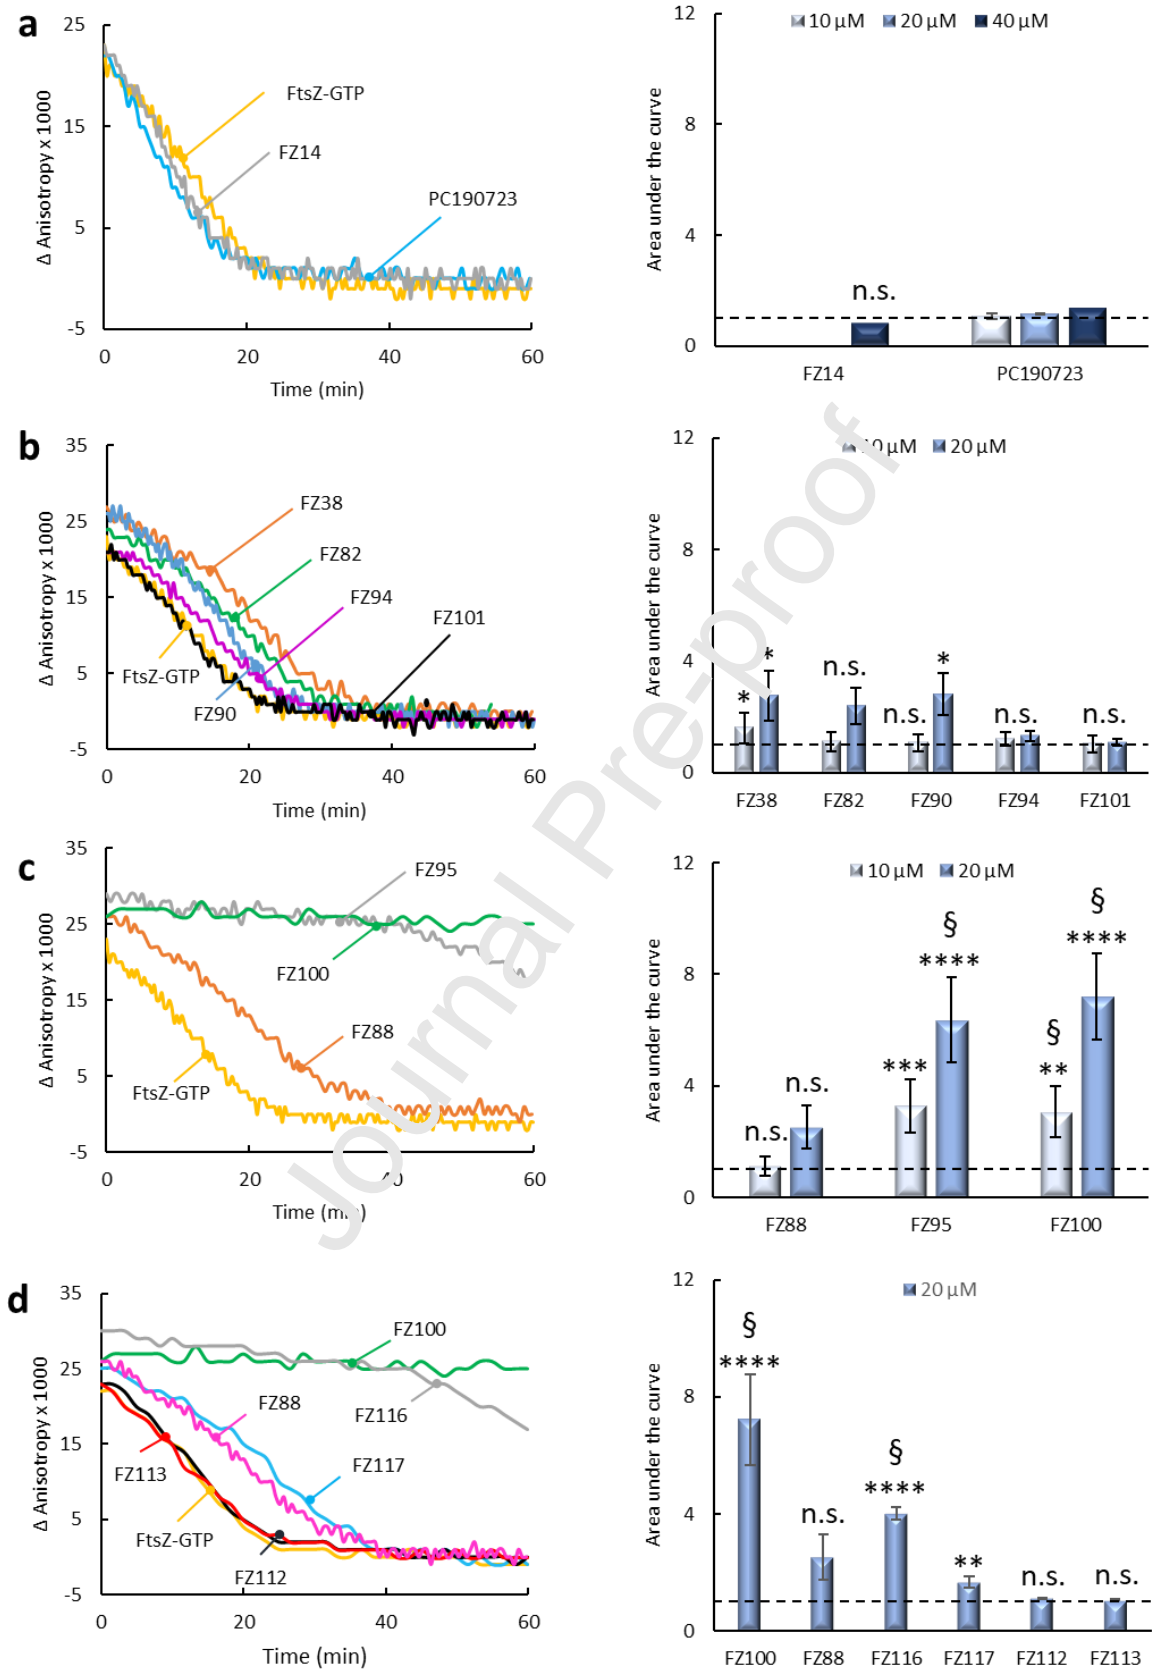 a
25
15
5
-5
0
20
40
60
Δ Anisotropy x 1000
Time (min)
FtsZ-GTP
FZ14
PC190723
12
8
4
0
Area under the curve
10 µM
20 µM
40 µM
n.s.
FZ14
PC190723
b
35
25
15
5
-5
0
20
40
60
Δ Anisotropy x 1000
Time (min)
FZ38
FZ82
FZ94
FZ101
FtsZ-GTP
FZ90
12
8
4
0
Area under the curve
10 µM
20 µM
*
*
n.s.
n.s.
*
n.s.
n.s.
FZ38
FZ82
FZ90
FZ94
FZ101
c
35
25
15
5
-5
0
20
40
60
Δ Anisotropy x 1000
Time (min)
FZ95
FZ100
FZ88
FtsZ-GTP
12
8
4
0
Area under the curve
10 µM
20 µM
n.s.
n.s.
***
§
****
§
**
§
****
FZ88
FZ95
FZ100
d
35
25
15
5
-5
0
20
40
60
Δ Anisotropy x 1000
Time (min)
FZ100
FZ88
FZ116
FZ117
FZ113
FtsZ-GTP
FZ112
12
8
4
0
Area under the curve
20 µM
§
****
n.s.
§
****
**
n.s.
n.s.
FZ100
FZ88
FZ116
FZ117
FZ112
FZ113
Journal Pre-proof